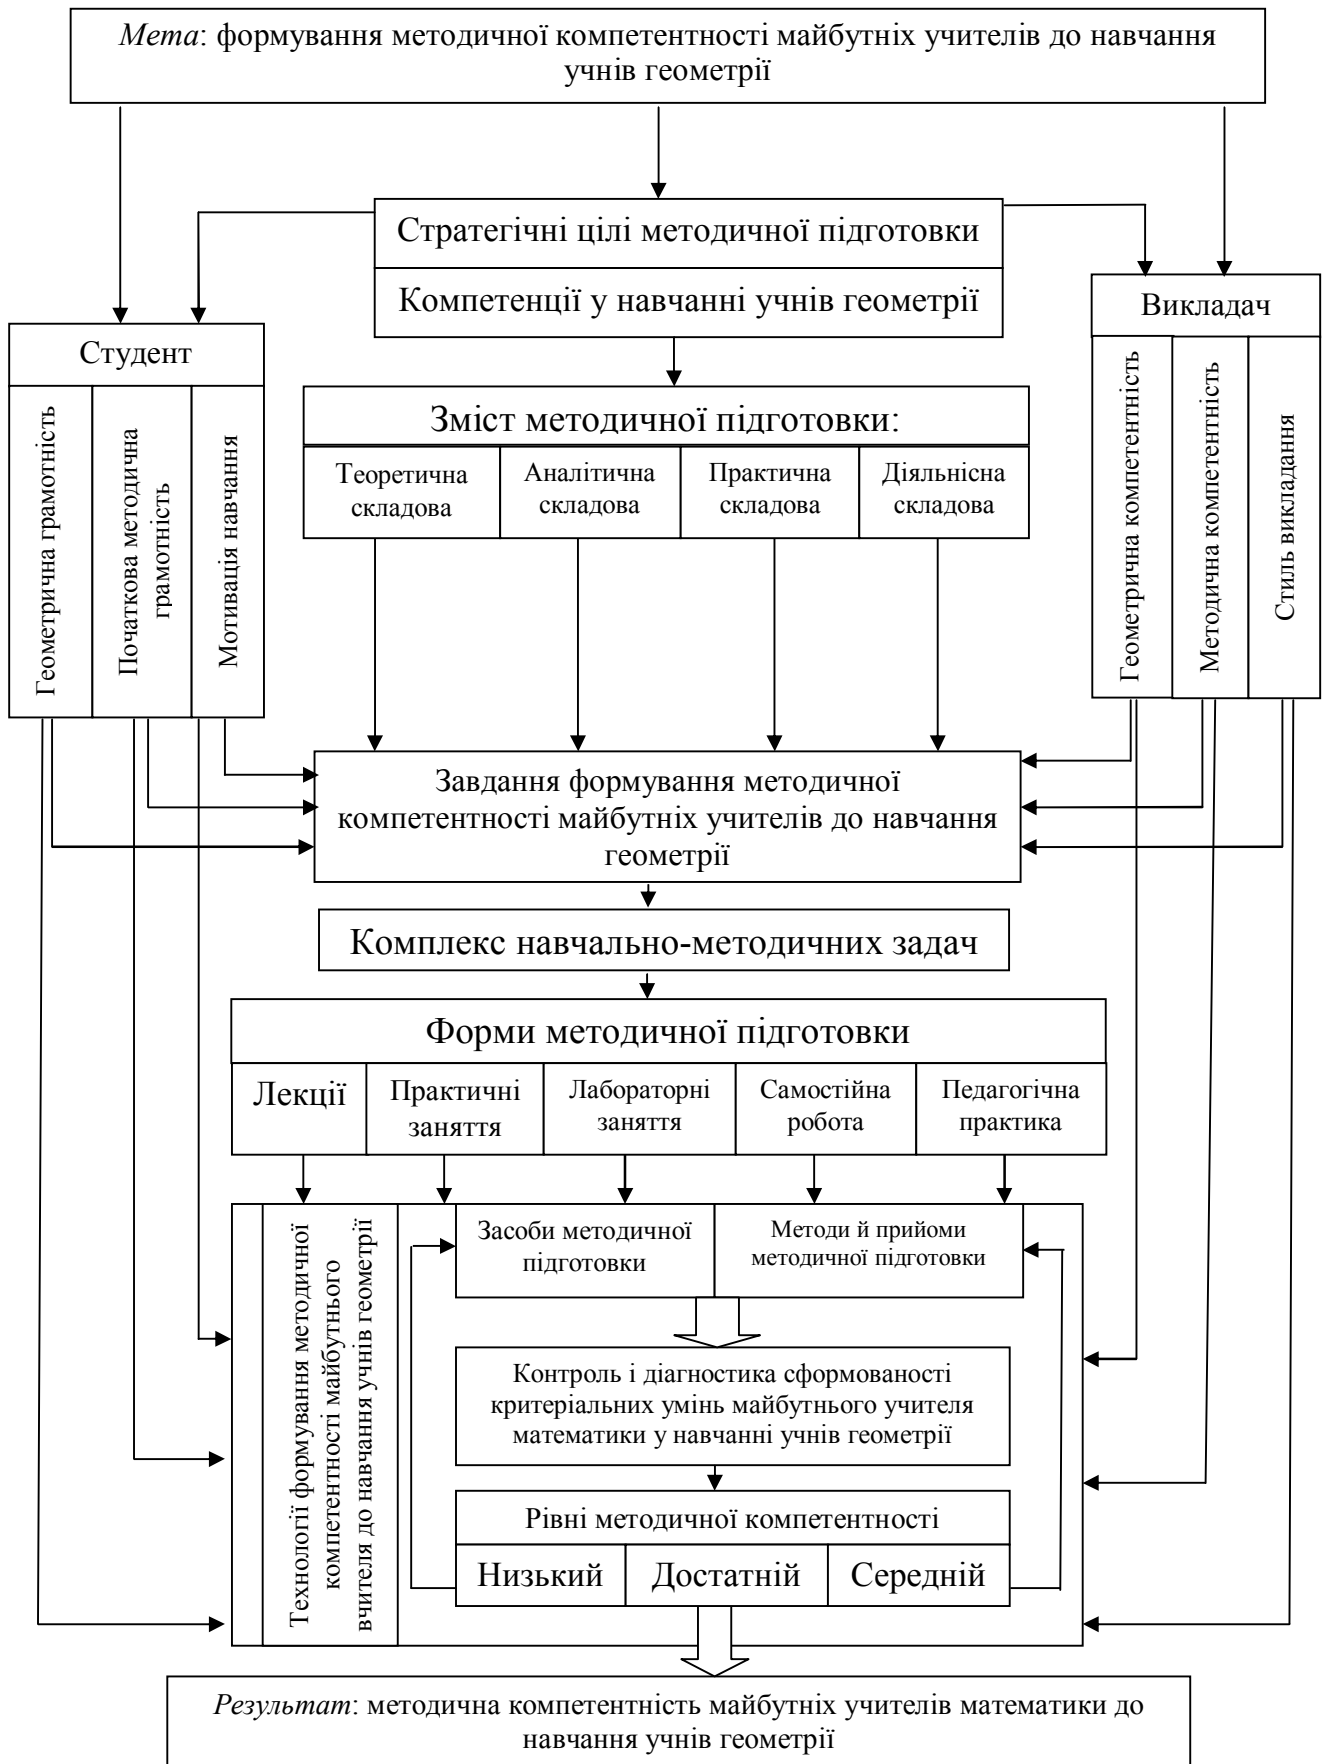 Мета: формування методичної компетентності майбутніх учителів до навчання
учнів геометрії
Стратегічні цілі методичної підготовки
Компетенції у навчанні учнів геометрії
Студент
Геометрична грамотність
Початкова методична
грамотність
Мотивація навчання
Викладач
Геометрична компетентність
Методична компетентність
Стиль викладання
Зміст методичної підготовки:
Теоретична
складова
Аналітична
складова
Практична
складова
Діяльнісна
складова
Завдання формування методичної
компетентності майбутніх учителів до навчання
геометрії
Комплекс навчально-методичних задач
Форми методичної підготовки
Лекції
Практичні
заняття
Лабораторні
заняття
Самостійна
робота
Педагогічна
практика
Технології формування методичної
компетентності майбутнього
вчителя до навчання учнів геометрії
Засоби методичної
підготовки
Методи й прийоми
методичної підготовки
Контроль і діагностика сформованості
критеріальних умінь майбутнього учителя
математики у навчанні учнів геометрії
Рівні методичної компетентності
Низький
Достатній
Середній
Результат: методична компетентність майбутніх учителів математики до
навчання учнів геометрії